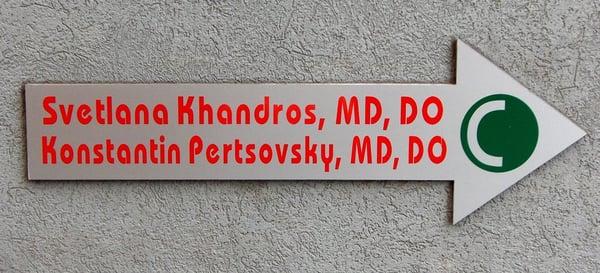 Svetlana Khandros, MD, DO
Konstantin Pertsovsky, MD, DO